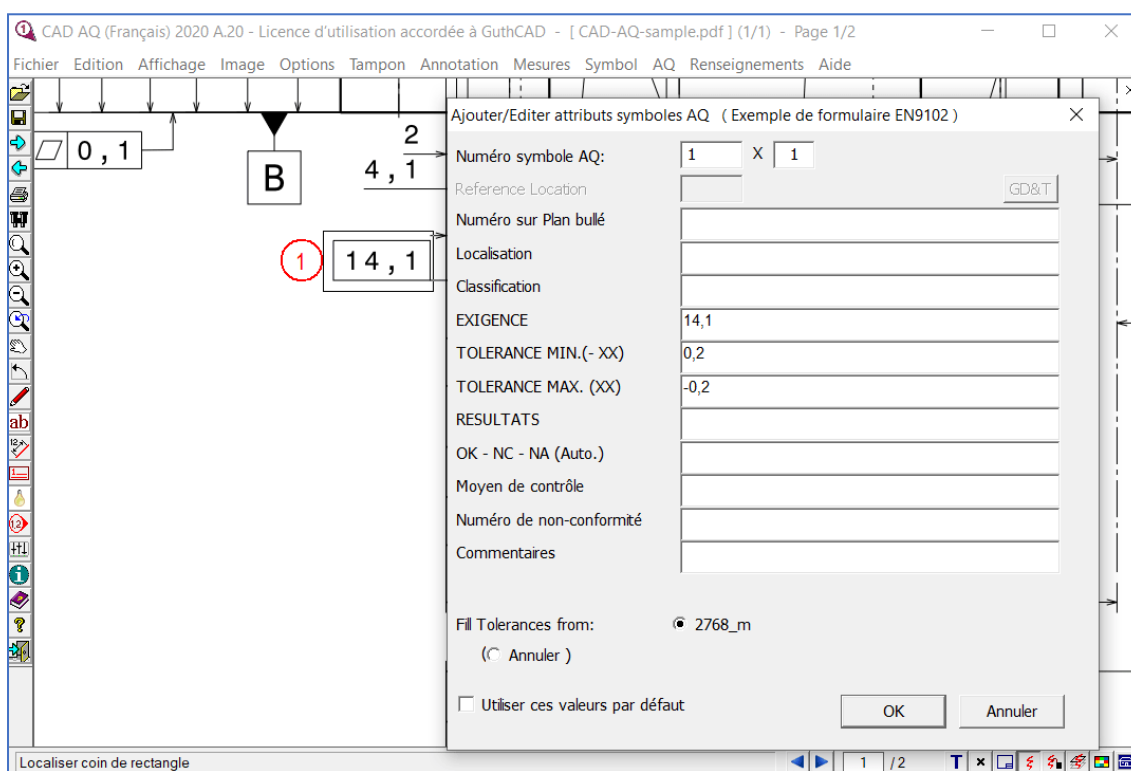 CAD AQ (Français) 2020 A.20 - Licence d'utilisation accordée à GuthCAD - [ CAD-AQ-sample.pdf ] (1/1) - Page 1/2
Fichier Edition Affichage Image Options Tampon Annotation Mesures Symbol AQ Renseignements Aide
0,1
B
2
4,1
1
14,1
Ajouter/Editer attributs symboles AQ ( Exemple de formulaire EN9102 )
Numéro symbole AQ: 1 X 1
Reference Location GD&T
Numéro sur Plan bullé
Localisation
Classification
EXIGENCE 14,1
TOLERANCE MIN.(- XX) 0,2
TOLERANCE MAX. (XX) -0,2
RESULTATS
OK - NC - NA (Auto.)
Moyen de contrôle
Numéro de non-conformité
Commentaires
Fill Tolerances from: 2768_m
( Annuler )
Utiliser ces valeurs par défaut OK Annuler
Localiser coin de rectangle 1 / 2 T